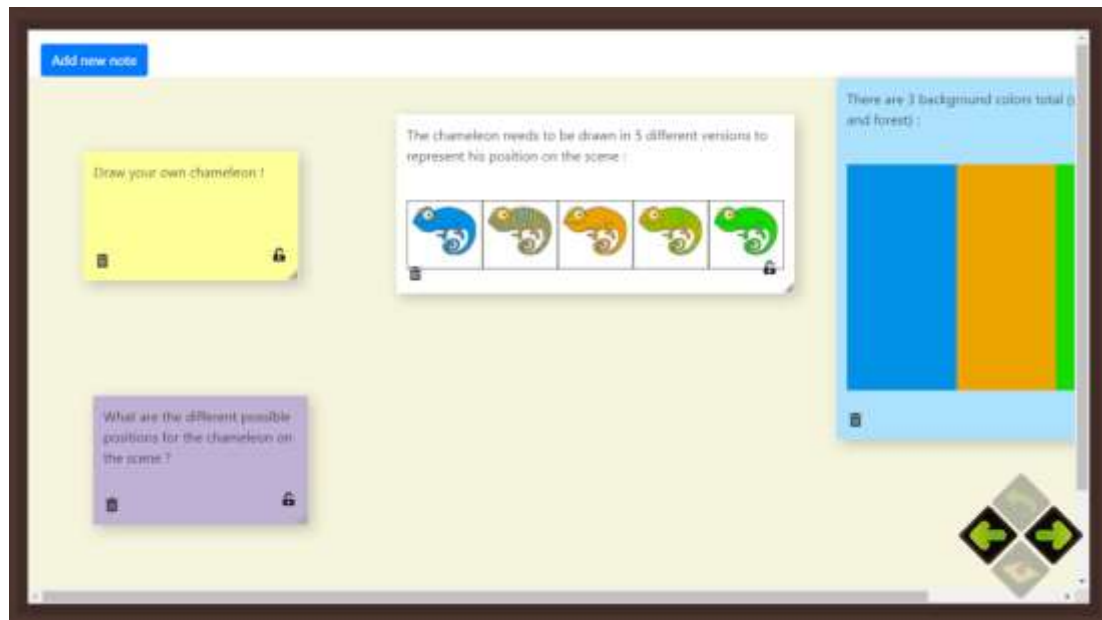 Add new note
Draw your own chameleon !
The chameleon needs to be drawn in 5 different versions to
represent his position on the scene :
There are 3 background colors total
and forest) :
What are the different possible
positions for the chameleon on
the scene ?